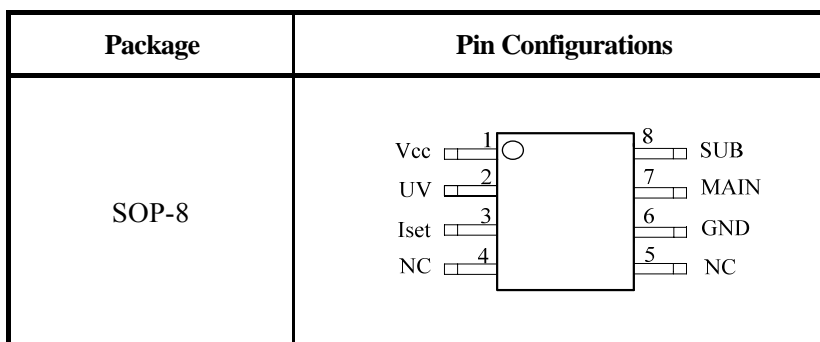 Package Pin Configurations
SOP-8
Vcc 1 8 SUB
UV 2 7 MAIN
Iset 3 6 GND
NC 4 5 NC